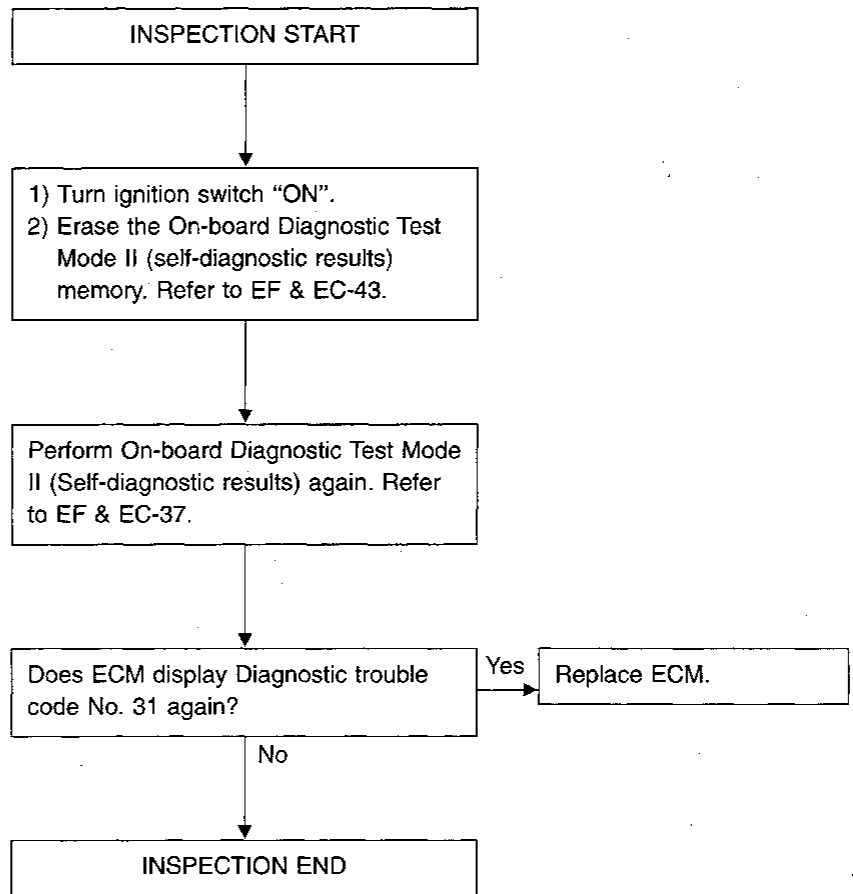 INSPECTION START
1) Turn ignition switch “ON”.
2) Erase the On-board Diagnostic Test
Mode II (self-diagnostic results)
memory. Refer to EF & EC-43.
Perform On-board Diagnostic Test Mode
II (Self-diagnostic results) again. Refer
to EF & EC-37.
Does ECM display Diagnostic trouble
code No. 31 again?
Yes
Replace ECM.
No
INSPECTION END